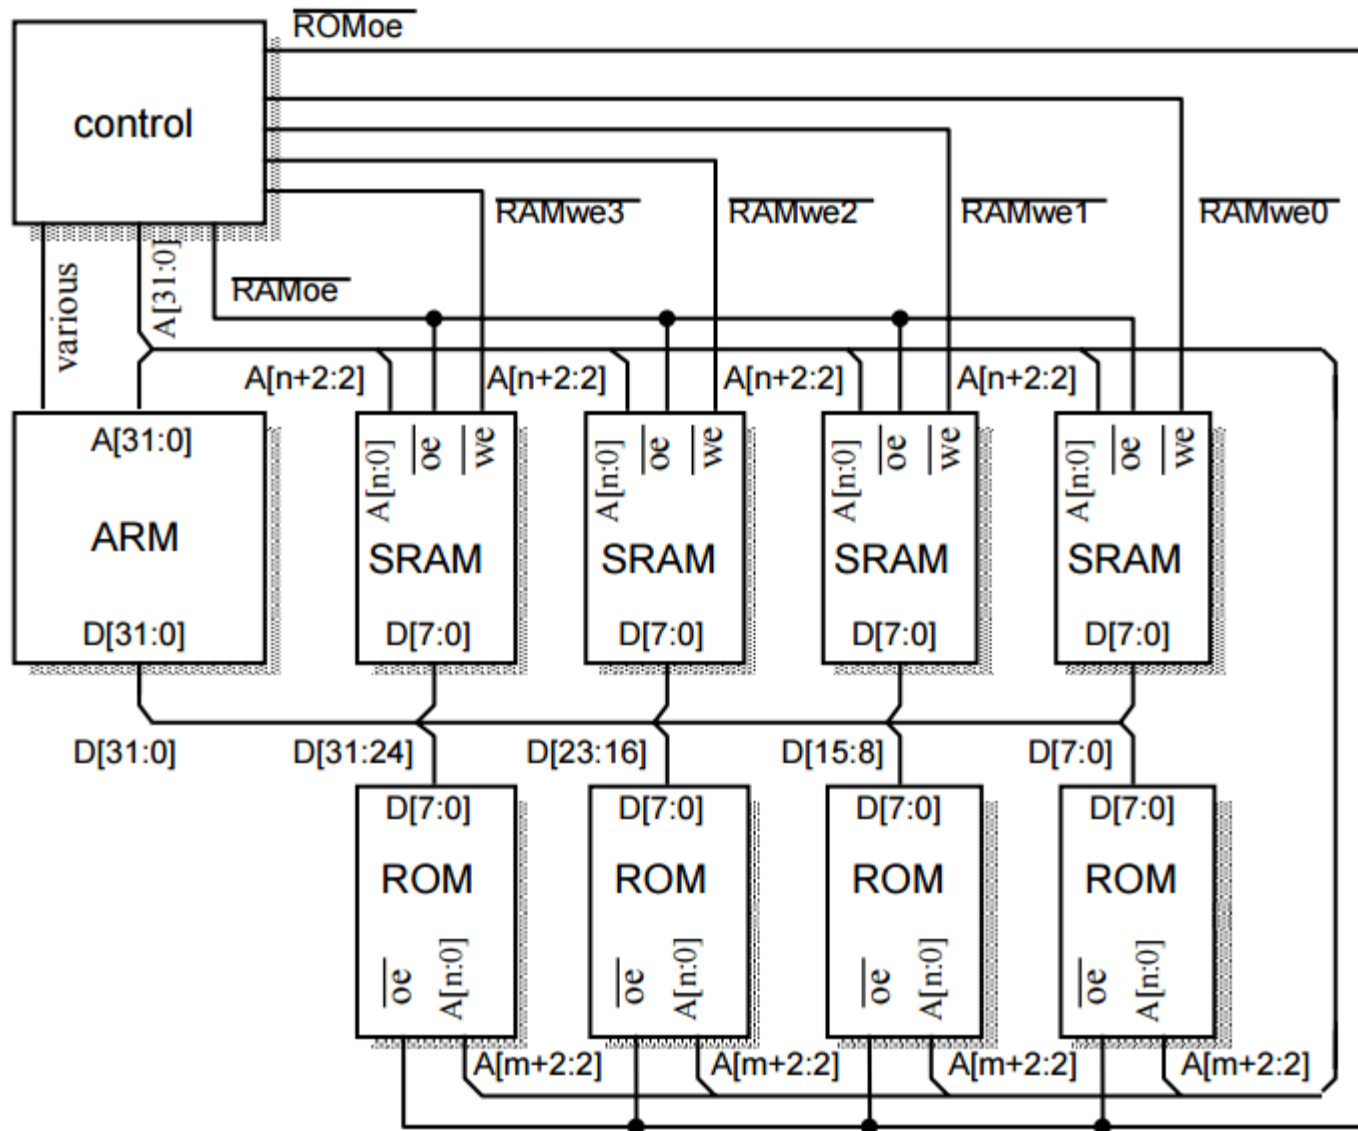 ROMoe
control
RAMwe3
RAMwe2
RAMwe1
RAMwe0
various
A[31:0]
RAMoe
A[n+2:2]
A[n+2:2]
A[n+2:2]
A[n+2:2]
A[31:0]
ARM
D[31:0]
A[n:0]
oe
we
SRAM
D[7:0]
A[n:0]
oe
we
SRAM
D[7:0]
A[n:0]
oe
we
SRAM
D[7:0]
A[n:0]
oe
we
SRAM
D[7:0]
D[31:0]
D[31:24]
D[23:16]
D[15:8]
D[7:0]
D[7:0]
ROM
oe
A[n:0]
D[7:0]
ROM
oe
A[n:0]
D[7:0]
ROM
oe
A[n:0]
D[7:0]
ROM
oe
A[n:0]
A[m+2:2]
A[m+2:2]
A[m+2:2]
A[m+2:2]